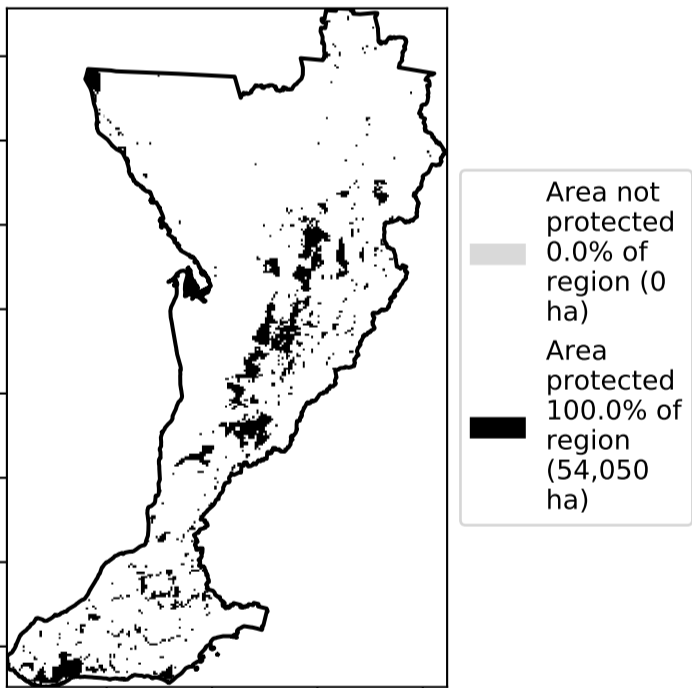 Area not
protected
0.0% of
region (0
ha)
Area
protected
100.0% of
region
(54,050
ha)